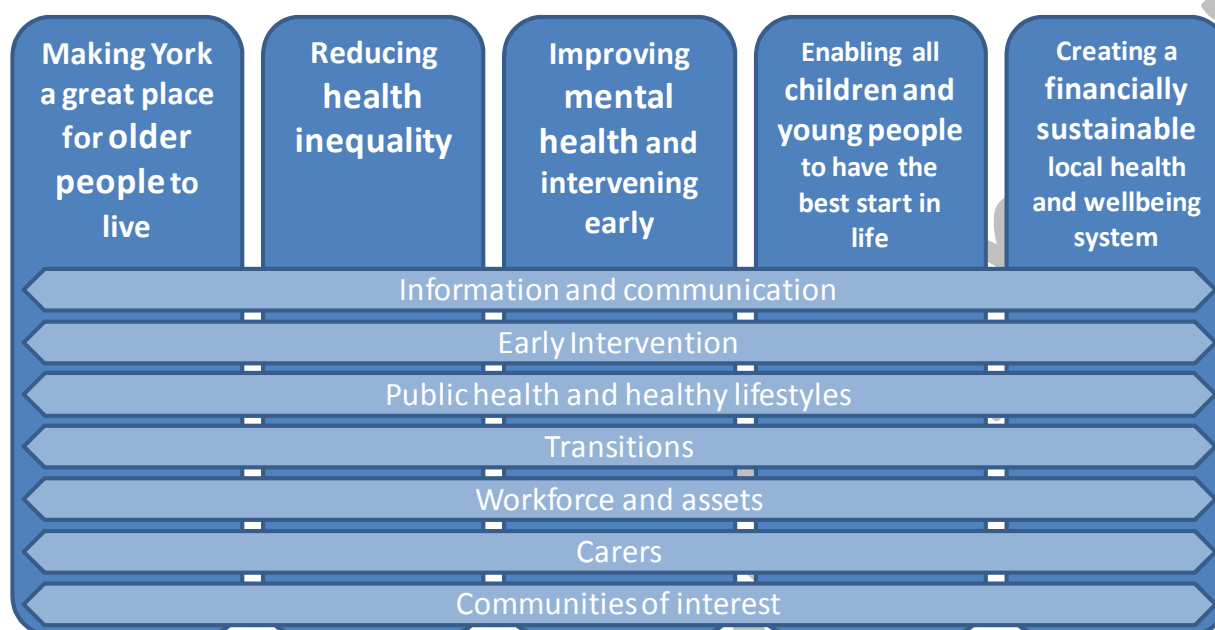 Making York
a great place
for older
people to
live
Reducing
health
inequality
Improving
mental
health and
intervening
early
Enabling all
children and
young people
to have the
best start in
life
Creating a
financially
sustainable
local health
and wellbeing
system
Information and communication
Early Intervention
Public health and healthy lifestyles
Transitions
Workforce and assets
Carers
Communities of interest